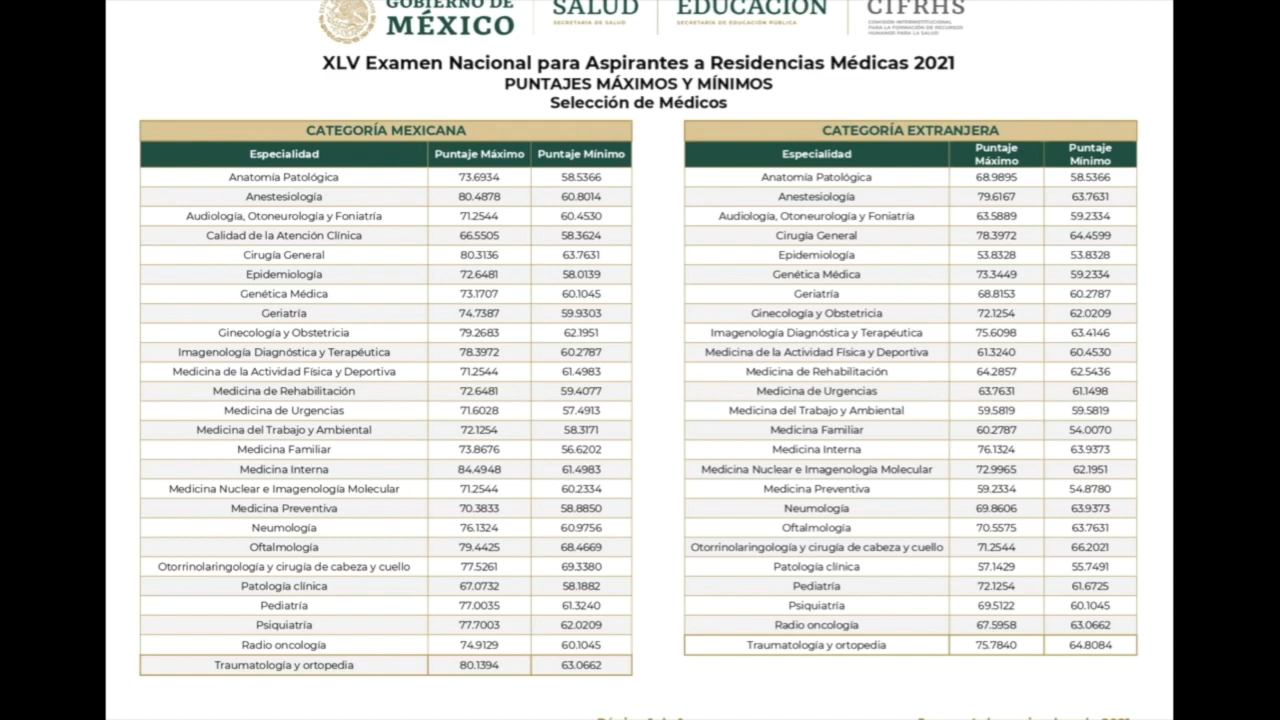 GOBIERNO DE
MÉXICO
SALUD
SECRETARÍA DE SALUD
EDUCACIÓN
SECRETARÍA DE EDUCACIÓN PÚBLICA
CIFRHS
COMISIÓN INTERINSTITUCIONAL
PARA LA FORMACIÓN DE RECURSOS
HUMANOS PARA LA SALUD
XLV Examen Nacional para Aspirantes a Residencias Médicas 2021
PUNTAJES MÁXIMOS Y MÍNIMOS
Selección de Médicos
CATEGORÍA MEXICANA
Especialidad Puntaje Máximo Puntaje Mínimo
Anatomía Patológica 73.6934 58.5366
Anestesiología 80.4878 60.8014
Audiología, Otoneurología y Foniatría 71.2544 60.4530
Calidad de la Atención Clínica 66.5505 58.3624
Cirugía General 80.3136 63.7631
Epidemiología 72.6481 58.0139
Genética Médica 73.1707 60.1045
Geriatría 74.7387 59.9303
Ginecología y Obstetricia 79.2683 62.1951
Imagenología Diagnóstica y Terapéutica 78.3972 60.2787
Medicina de la Actividad Física y Deportiva 71.2544 61.4983
Medicina de Rehabilitación 72.6481 59.4077
Medicina de Urgencias 71.6028 57.4913
Medicina del Trabajo y Ambiental 72.1254 58.3171
Medicina Familiar 73.8676 56.6202
Medicina Interna 84.4948 61.4983
Medicina Nuclear e Imagenología Molecular 71.2544 60.2334
Medicina Preventiva 70.3833 58.8850
Neumología 76.1324 60.9756
Oftalmología 79.4425 68.4669
Otorrinolaringología y cirugía de cabeza y cuello 77.5261 69.3380
Patología clínica 67.0732 58.1882
Pediatría 77.0035 61.3240
Psiquiatría 77.7003 62.0209
Radio oncología 74.9129 60.1045
Traumatología y ortopedia 80.1394 63.0662
CATEGORÍA EXTRANJERA
Especialidad Puntaje Máximo Puntaje Mínimo
Anatomía Patológica 68.9895 58.5366
Anestesiología 79.6167 63.7631
Audiología, Otoneurología y Foniatría 63.5889 59.2334
Cirugía General 78.3972 64.4599
Epidemiología 53.8328 53.8328
Genética Médica 73.3449 59.2334
Geriatría 68.8153 60.2787
Ginecología y Obstetricia 72.1254 62.0209
Imagenología Diagnóstica y Terapéutica 75.6098 63.4146
Medicina de la Actividad Física y Deportiva 61.3240 60.4530
Medicina de Rehabilitación 64.2857 62.5436
Medicina de Urgencias 63.7631 61.1498
Medicina del Trabajo y Ambiental 59.5819 59.5819
Medicina Familiar 60.2787 54.0070
Medicina Interna 76.1324 63.9373
Medicina Nuclear e Imagenología Molecular 72.9965 62.1951
Medicina Preventiva 59.2334 54.8780
Neumología 69.8606 63.9373
Oftalmología 70.5575 63.7631
Otorrinolaringología y cirugía de cabeza y cuello 71.2544 66.2021
Patología clínica 57.1429 55.7491
Pediatría 72.1254 61.6725
Psiquiatría 69.5122 60.1045
Radio oncología 67.5958 63.0662
Traumatología y ortopedia 75.7840 64.8084